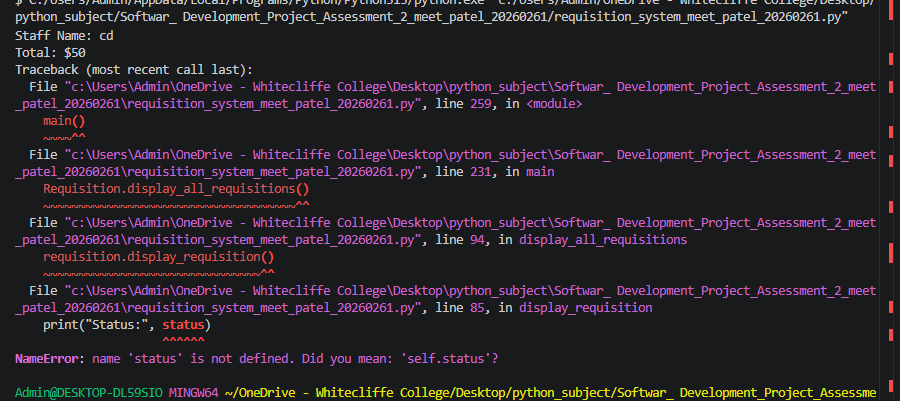 $ C:/Users/Admin/AppData/Local/Programs/Python/Python313/python.exe "c:/Users/Admin/OneDrive - Whitecliffe College/Desktop/
python_subject/Softwar_ Development_Project_Assessment_2_meet_patel_20260261/requisition_system_meet_patel_20260261.py"
Staff Name: cd
Total: $50
Traceback (most recent call last):
  File "c:\Users\Admin\OneDrive - Whitecliffe College\Desktop\python_subject\Softwar_ Development_Project_Assessment_2_meet
_patel_20260261\requisition_system_meet_patel_20260261.py", line 259, in <module>
    main()
    ~~~~^^
  File "c:\Users\Admin\OneDrive - Whitecliffe College\Desktop\python_subject\Softwar_ Development_Project_Assessment_2_meet
_patel_20260261\requisition_system_meet_patel_20260261.py", line 231, in main
    Requisition.display_all_requisitions()
    ~~~~~~~~~~~~~~~~~~~~~~~~~~~~~~~~~~~~^^
  File "c:\Users\Admin\OneDrive - Whitecliffe College\Desktop\python_subject\Softwar_ Development_Project_Assessment_2_meet
_patel_20260261\requisition_system_meet_patel_20260261.py", line 94, in display_all_requisitions
    requisition.display_requisition()
    ~~~~~~~~~~~~~~~~~~~~~~~~~~~~~~~^^
  File "c:\Users\Admin\OneDrive - Whitecliffe College\Desktop\python_subject\Softwar_ Development_Project_Assessment_2_meet
_patel_20260261\requisition_system_meet_patel_20260261.py", line 85, in display_requisition
    print("Status:", status)
                     ^^^^^^
NameError: name 'status' is not defined. Did you mean: 'self.status'?
Admin@DESKTOP-DL59SIO MINGW64 ~/OneDrive - Whitecliffe College/Desktop/python_subject/Softwar_ Development_Project_Assessme